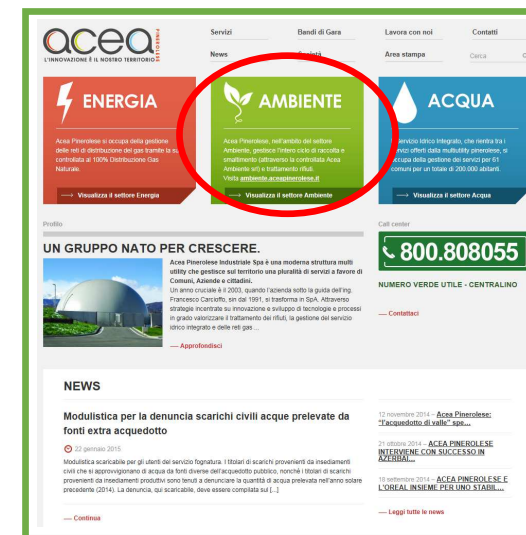 acea
PINEROLESE
L'INNOVAZIONE È IL NOSTRO TERRITORIO
Servizi
Bandi di Gara
Lavora con noi
Contatti
News
Società
Area stampa
Cerca
ENERGIA
Acea Pinerolese si occupa della gestione
delle reti di distribuzione del gas tramite la sua
controllata al 100% Distribuzione Gas
Naturale.
Visualizza il settore Energia
AMBIENTE
Acea Pinerolese, nell'ambito del settore
Ambiente, gestisce l'intero ciclo di raccolta e
smaltimento (attraverso la controllata Acea
Ambiente srl) e trattamento rifiuti.
Visita ambiente.aceapinerolese.it
Visualizza il settore Ambiente
ACQUA
servizio Idrico Integrato, che rientra tra i
servizi offerti dalla multiutility pinerolese, si
occupa della gestione dei servizi per 61
comuni per un totale di 200.000 abitanti.
Visualizza il settore Acqua
Profilo
UN GRUPPO NATO PER CRESCERE.
Acea Pinerolese Industriale Spa è una moderna struttura multi
utility che gestisce sul territorio una pluralità di servizi a favore di
Comuni, Aziende e cittadini.
Un anno cruciale è il 2003, quando l'azienda sotto la guida dell'ing.
Francesco Carcioffo, sin dal 1991, si trasforma in SpA. Attraverso
strategie incentrate su innovazione e sviluppo di tecnologie e processi
in grado valorizzare il trattamento dei rifiuti, la gestione del servizio
idrico integrato e delle reti gas ...
— Approfondisci
Call center
800.808055
NUMERO VERDE UTILE - CENTRALINO
— Contattaci
NEWS
Modulistica per la denuncia scarichi civili acque prelevate da
fonti extra acquedotto
22 gennaio 2015
Modulistica scaricabile per gli utenti del servizio fognatura. I titolari di scarichi provenienti da insediamenti
civili che si approvvigionano di acqua da fonti diverse dell'acquedotto pubblico, nonché i titolari di scarichi
provenienti da insediamenti produttivi sono tenuti a denunciare la quantità di acqua prelevata nell'anno solare
precedente (2014). La denuncia, qui scaricabile, deve essere compilata sul [...]
— Continua
12 novembre 2014 – Acea Pinerolese:
"l'acquedotto di valle" spe...
21 ottobre 2014 – ACEA PINEROLESE
INTERVIENE CON SUCCESSO IN
AZERBAI...
18 settembre 2014 – ACEA PINEROLESE E
L'OREAL INSIEME PER UNO STABIL...
— Leggi tutte le news